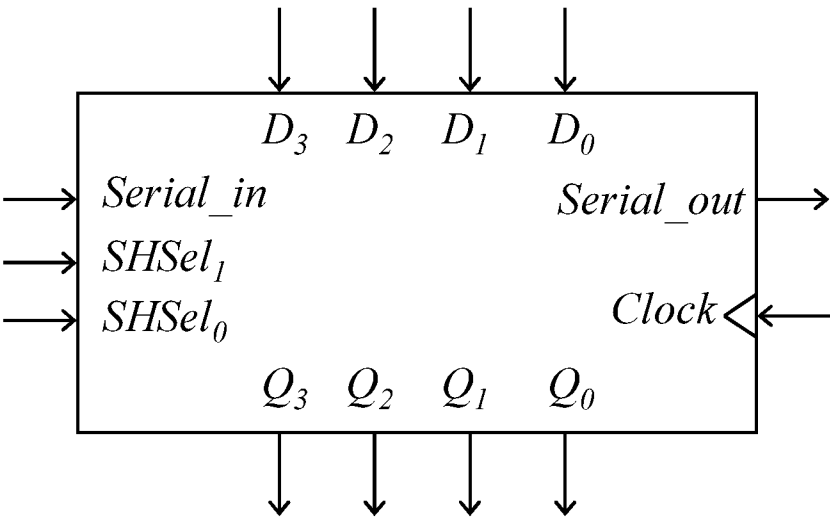 D3 D2 D1 D0
Serial_in
Serial_out
SHSel1
SHSel0
Clock
Q3 Q2 Q1 Q0